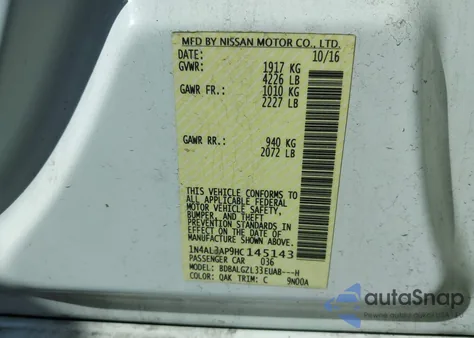 MFD BY NISSAN MOTOR CO., LTD.
DATE: 10/16
GVWR: 1917 KG
4226 LB
GAWR FR.: 1010 KG
2227 LB
GAWR RR.: 940 KG
2072 LB
THIS VEHICLE CONFORMS TO
ALL APPLICABLE FEDERAL
MOTOR VEHICLE SAFETY,
BUMPER, AND THEFT
PREVENTION STANDARDS IN
EFFECT ON THE DATE OF
MANUFACTURE SHOWN ABOVE.
1N4AL3AP9HC145143
PASSENGER CAR 036
MODEL: BDBALGZL33EUAB---H
COLOR: QAK TRIM: C 9N00A
autoSnap